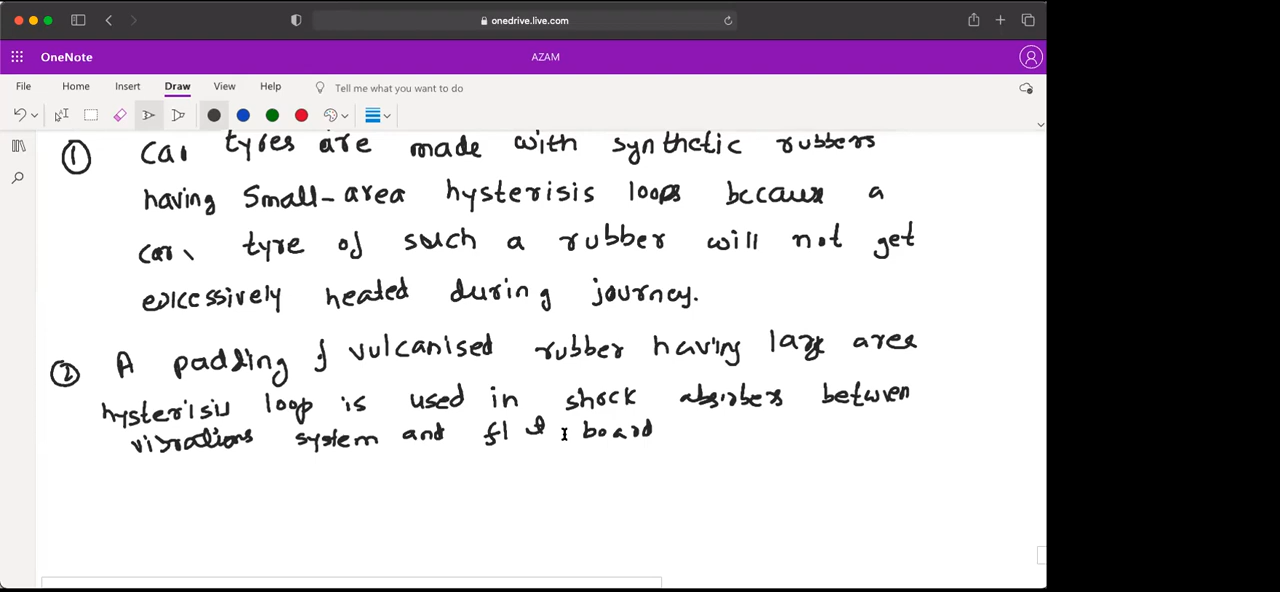 onedrive.live.com
OneNote
AZAM
File Home Insert Draw View Help Tell me what you want to do
① Car tyres are made with synthetic rubbers
having small-area hysterisis loops because a
car tyre of such a rubber will not get
excessively heated during journey.
② A padding of vulcanised rubber having large area
hysterisis loop is used in shock absorbers between
vibrations system and board